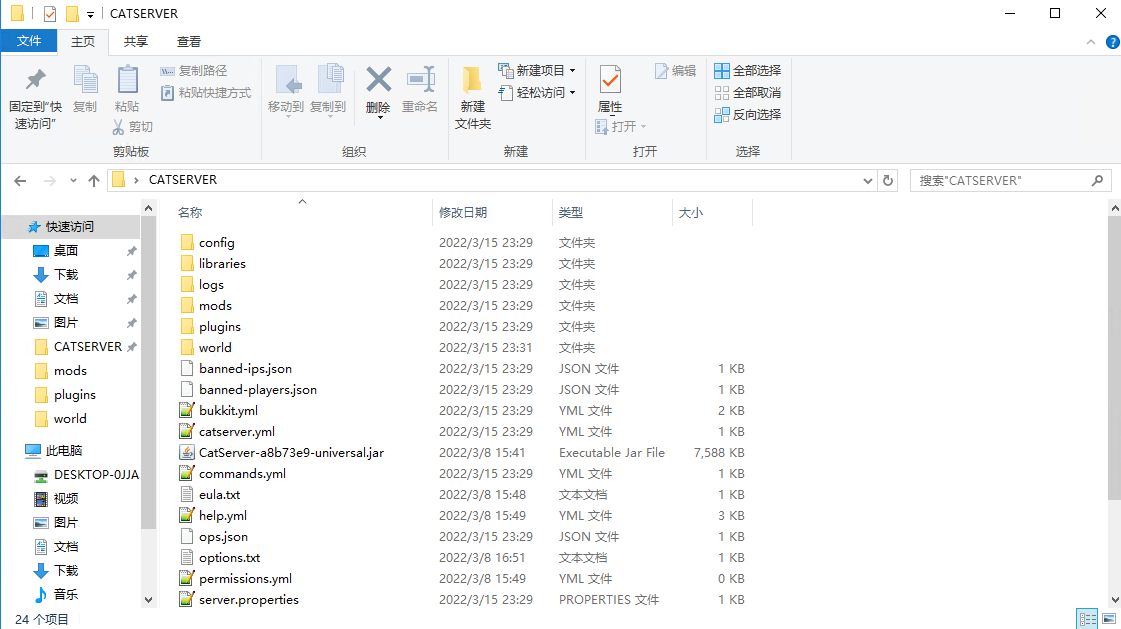 CATSERVER
文件 主页 共享 查看
固定到"快速访问"
复制
粘贴
复制路径
粘贴快捷方式
剪切
剪贴板
移动到
复制到
删除
重命名
组织
新建文件夹
新建项目
轻松访问
新建
属性
打开
编辑
打开
全部选择
全部取消
反向选择
选择
CATSERVER
搜索"CATSERVER"
快速访问
桌面
下载
文档
图片
CATSERVER
mods
plugins
world
此电脑
DESKTOP-0JJA
视频
图片
文档
下载
音乐
名称 修改日期 类型 大小
config 2022/3/15 23:29 文件夹
libraries 2022/3/15 23:29 文件夹
logs 2022/3/15 23:29 文件夹
mods 2022/3/15 23:29 文件夹
plugins 2022/3/15 23:29 文件夹
world 2022/3/15 23:31 文件夹
banned-ips.json 2022/3/15 23:29 JSON 文件 1 KB
banned-players.json 2022/3/15 23:29 JSON 文件 1 KB
bukkit.yml 2022/3/15 23:29 YML 文件 2 KB
catserver.yml 2022/3/15 23:29 YML 文件 1 KB
CatServer-a8b73e9-universal.jar 2022/3/8 15:41 Executable Jar File 7,588 KB
commands.yml 2022/3/15 23:29 YML 文件 1 KB
eula.txt 2022/3/8 15:48 文本文档 1 KB
help.yml 2022/3/8 15:49 YML 文件 3 KB
ops.json 2022/3/15 23:29 JSON 文件 1 KB
options.txt 2022/3/8 16:51 文本文档 1 KB
permissions.yml 2022/3/8 15:49 YML 文件 0 KB
server.properties 2022/3/15 23:29 PROPERTIES 文件 1 KB
24 个项目